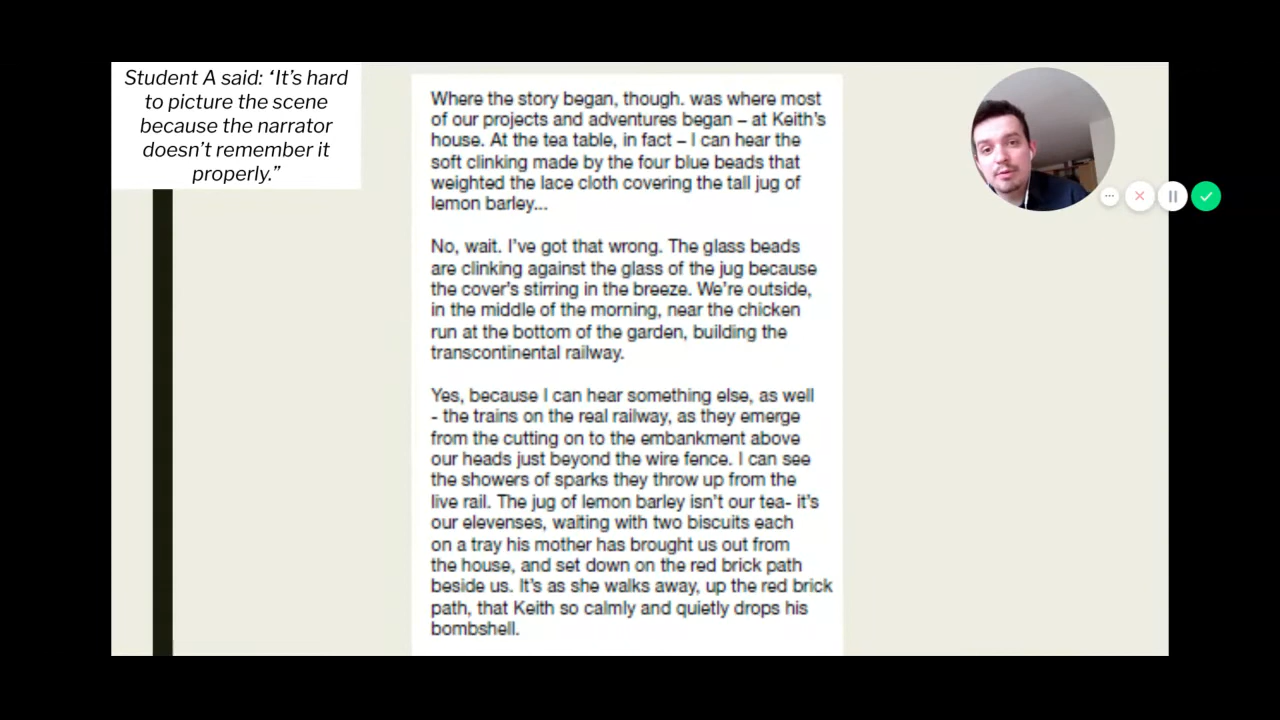 Student A said: ‘It’s hard
to picture the scene
because the narrator
doesn’t remember it
properly.”
Where the story began, though. was where most
of our projects and adventures began – at Keith's
house. At the tea table, in fact – I can hear the
soft clinking made by the four blue beads that
weighted the lace cloth covering the tall jug of
lemon barley...
No, wait. I've got that wrong. The glass beads
are clinking against the glass of the jug because
the cover's stirring in the breeze. We're outside,
in the middle of the morning, near the chicken
run at the bottom of the garden, building the
transcontinental railway.
Yes, because I can hear something else, as well
- the trains on the real railway, as they emerge
from the cutting on to the embankment above
our heads just beyond the wire fence. I can see
the showers of sparks they throw up from the
live rail. The jug of lemon barley isn't our tea- it's
our elevenses, waiting with two biscuits each
on a tray his mother has brought us out from
the house, and set down on the red brick path
beside us. It's as she walks away, up the red brick
path, that Keith so calmly and quietly drops his
bombshell.